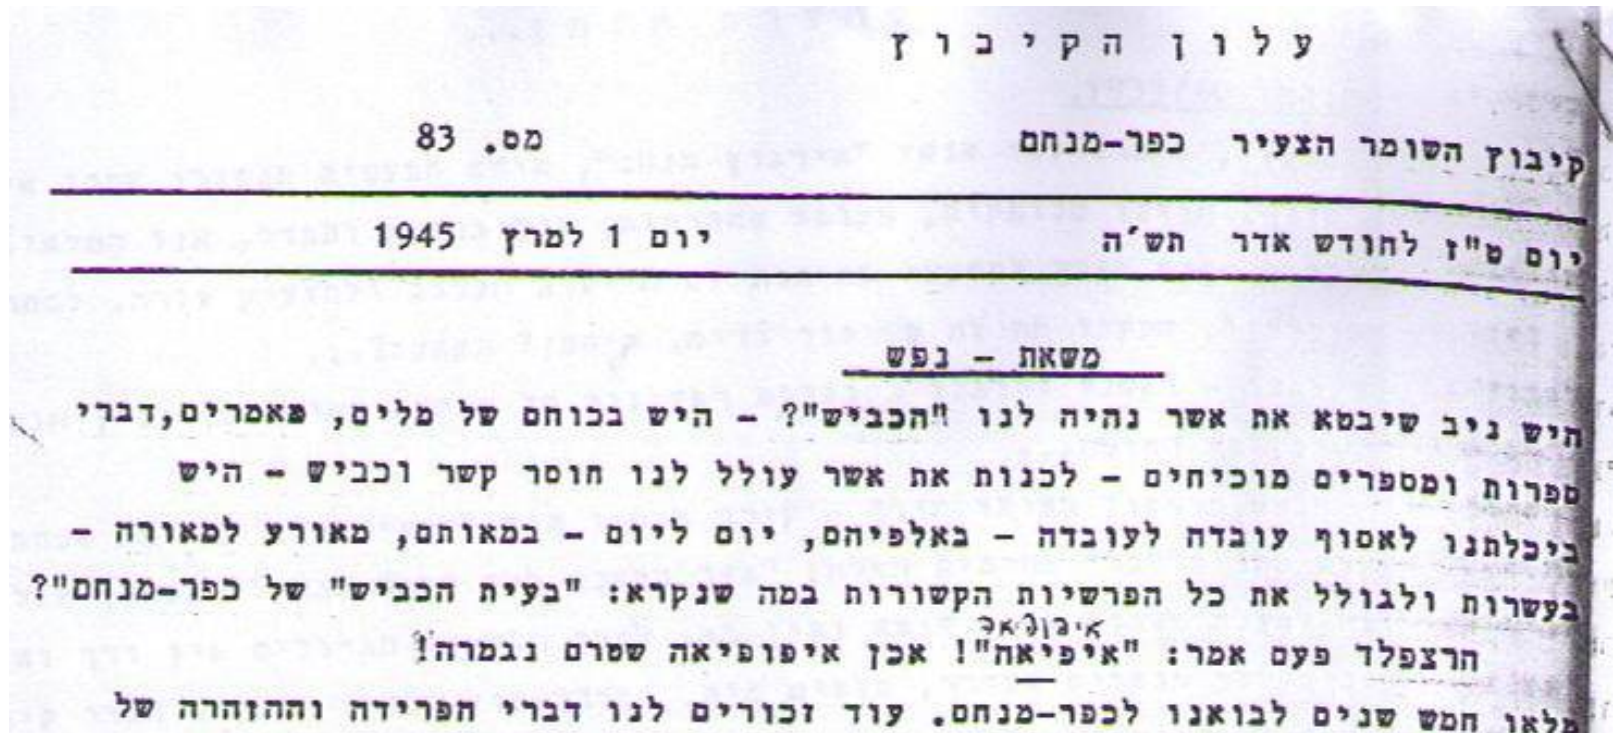 עלון הקיבוץ
קיבוץ השומר הצעיר כפר-מנחם מס. 83
יום ט"ז לחודש אדר תש'ה יום 1 למרץ 1945
משאת - נפש
היש ניב שיבטא את אשר נהיה לנו "הכביש"? - היש בכוחם של מלים, מאמרים, דברי
ספרות ומספרים מוכיחים - לכנות את אשר עולל לנו חוסר קשר וכביש - היש
ביכלתנו לאסוף עובדה לעובדה - באלפיהם, יום ליום - במאותם, מאורע למאורה -
בעשרות ולגולל את כל הפרשיות הקשורות במה שנקרא: "בעית הכביש" של כפר-מנחם"?
הרצפלד פעם אמר: "איפיאה"! אכן איפופיאה שטרם נגמרה!
מלאו חמש שנים לבואנו לכפר-מנחם. עוד זכורים לנו דברי הפרידה וההזהרה של